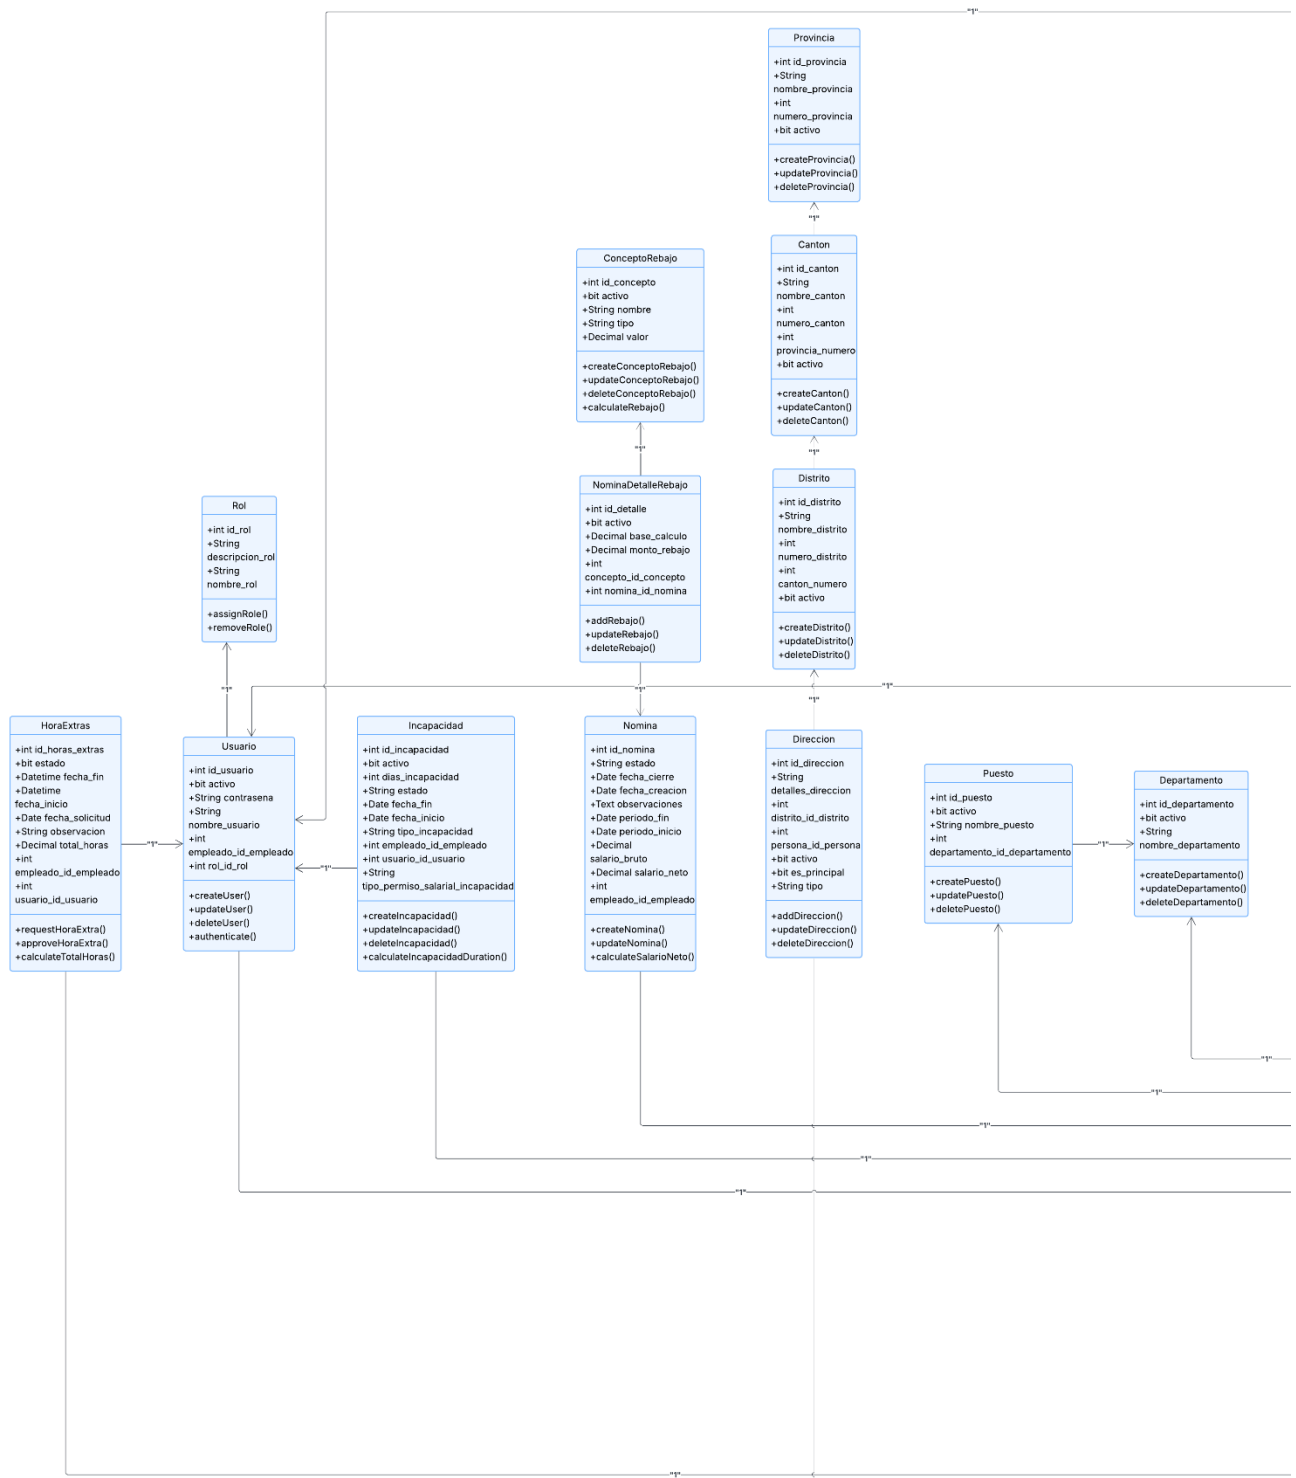 "1"
Provincia
+int id_provincia
+String
nombre_provincia
+int
numero_provincia
+bit activo
+createProvincia()
+updateProvincia()
+deleteProvincia()
"1"
Canton
+int id_canton
+String
nombre_canton
+int
numero_canton
+int
provincia_numero
+bit activo
+createCanton()
+updateCanton()
+deleteCanton()
"1"
ConceptoRebajo
+int id_concepto
+bit activo
+String nombre
+String tipo
+Decimal valor
+createConceptoRebajo()
+updateConceptoRebajo()
+deleteConceptoRebajo()
+calculateRebajo()
"1"
NominaDetalleRebajo
+int id_detalle
+bit activo
+Decimal base_calculo
+Decimal monto_rebajo
+int
concepto_id_concepto
+int nomina_id_nomina
+addRebajo()
+updateRebajo()
+deleteRebajo()
"1"
Distrito
+int id_distrito
+String
nombre_distrito
+int
numero_distrito
+int
canton_numero
+bit activo
+createDistrito()
+updateDistrito()
+deleteDistrito()
"1"
Rol
+int id_rol
+String
descripcion_rol
+String
nombre_rol
+assignRole()
+removeRole()
"1"
"1"
HoraExtras
+int id_horas_extras
+bit estado
+Datetime fecha_fin
+Datetime
fecha_inicio
+Date fecha_solicitud
+String observacion
+Decimal total_horas
+int
empleado_id_empleado
+int
usuario_id_usuario
+requestHoraExtra()
+approveHoraExtra()
+calculateTotalHoras()
"1"
Usuario
+int id_usuario
+bit activo
+String contrasena
+String
nombre_usuario
+int
empleado_id_empleado
+int rol_id_rol
+createUser()
+updateUser()
+deleteUser()
+authenticate()
"1"
Incapacidad
+int id_incapacidad
+bit activo
+int dias_incapacidad
+String estado
+Date fecha_fin
+Date fecha_inicio
+String tipo_incapacidad
+int empleado_id_empleado
+int usuario_id_usuario
+String
tipo_permiso_salarial_incapacidad
+createIncapacidad()
+updateIncapacidad()
+deleteIncapacidad()
+calculateIncapacidadDuration()
Nomina
+int id_nomina
+String estado
+Date fecha_cierre
+Date fecha_creacion
+Text observaciones
+Date periodo_fin
+Date periodo_inicio
+Decimal
salario_bruto
+Decimal salario_neto
+int
empleado_id_empleado
+createNomina()
+updateNomina()
+calculateSalarioNeto()
Direccion
+int id_direccion
+String
detalles_direccion
+int
distrito_id_distrito
+int
persona_id_persona
+bit activo
+bit es_principal
+String tipo
+addDireccion()
+updateDireccion()
+deleteDireccion()
Puesto
+int id_puesto
+bit activo
+String nombre_puesto
+int
departamento_id_departamento
+createPuesto()
+updatePuesto()
+deletePuesto()
"1"
Departamento
+int id_departamento
+bit activo
+String
nombre_departamento
+createDepartamento()
+updateDepartamento()
+deleteDepartamento()
"1"
"1"
"1"
"1"
"1"
"1"